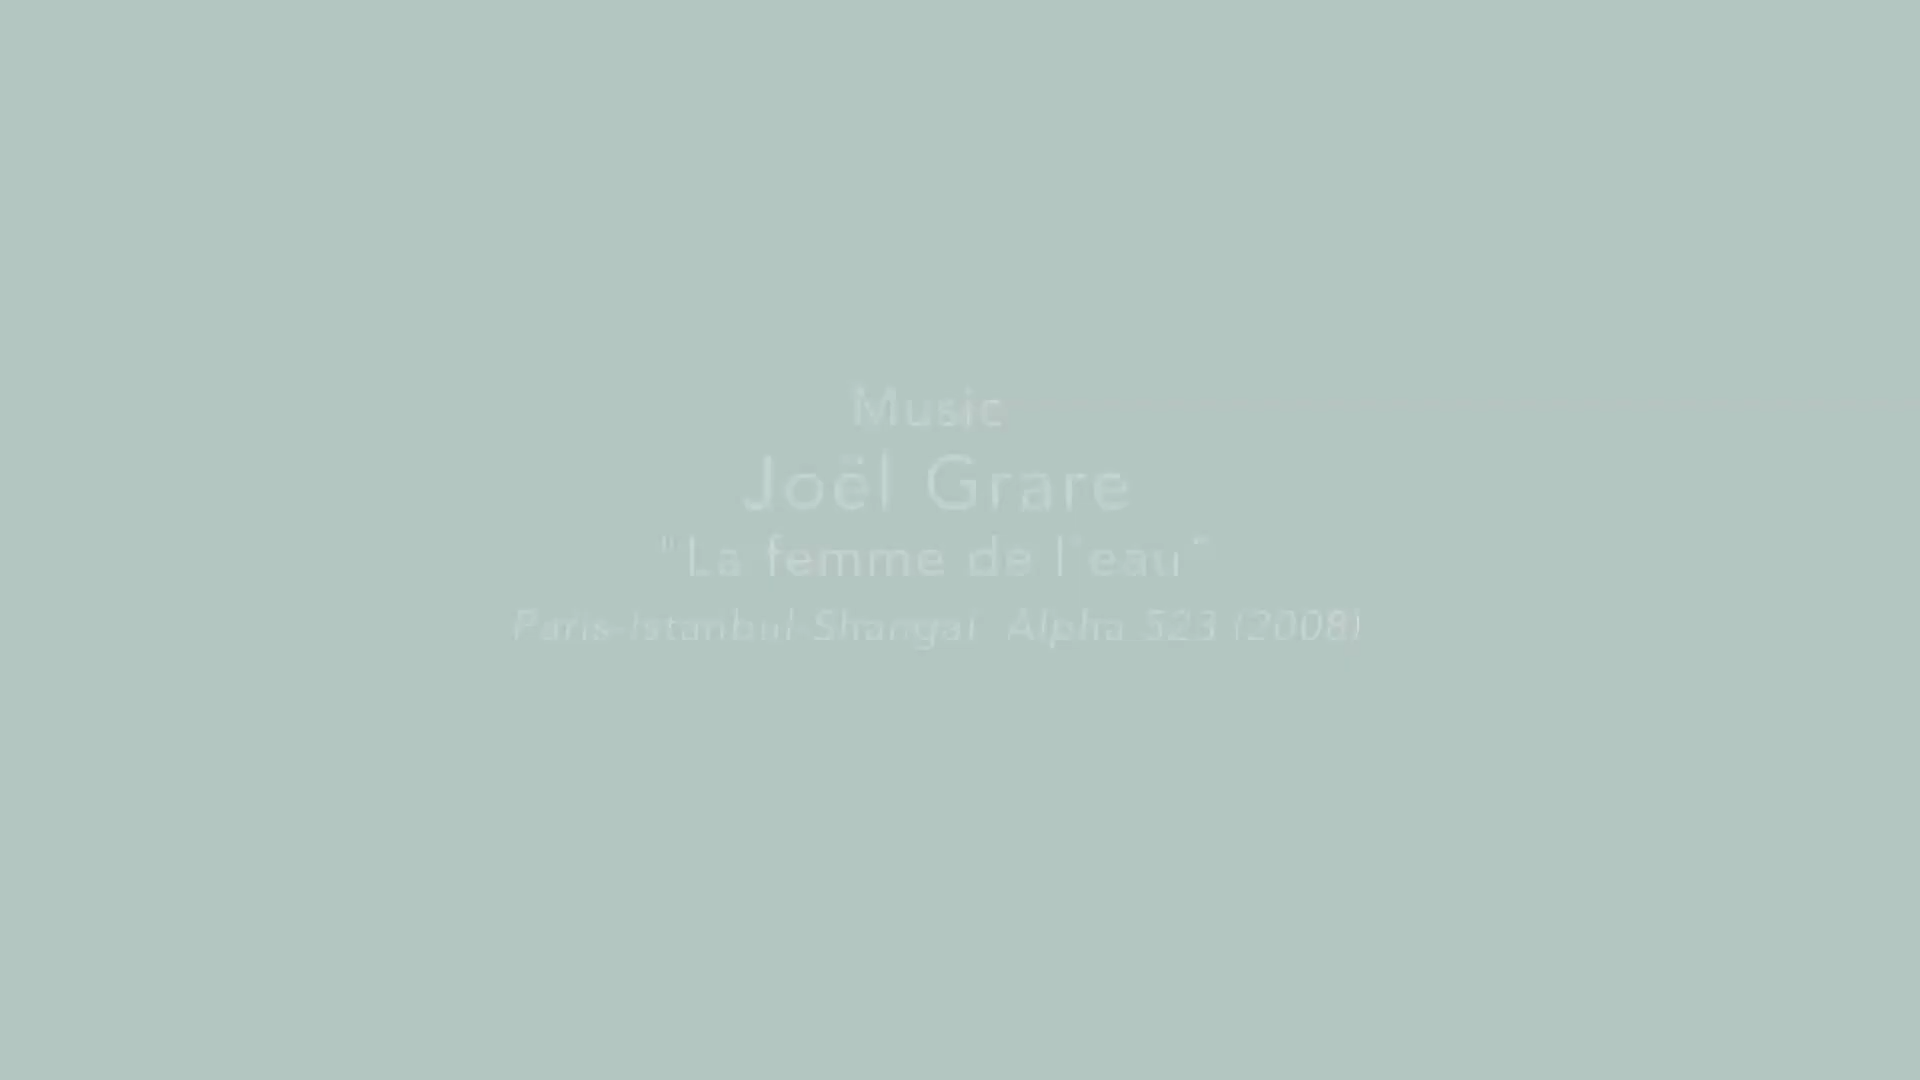 Music
Joël Grare
"La femme de l'eau"
Paris-Istanbul-Shangai Alpha 523 (2008)